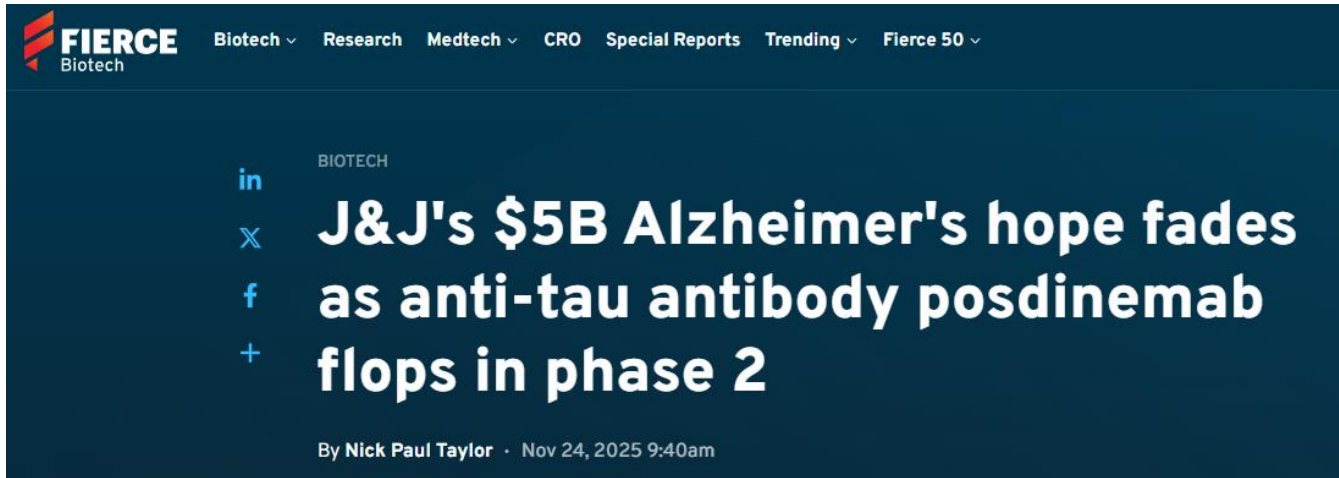 FIERCE
Biotech
Biotech Research Medtech CRO Special Reports Trending Fierce 50
BIOTECH
in
X
f
+
J&J's $5B Alzheimer's hope fades
as anti-tau antibody posdinemab
flops in phase 2
By Nick Paul Taylor · Nov 24, 2025 9:40am